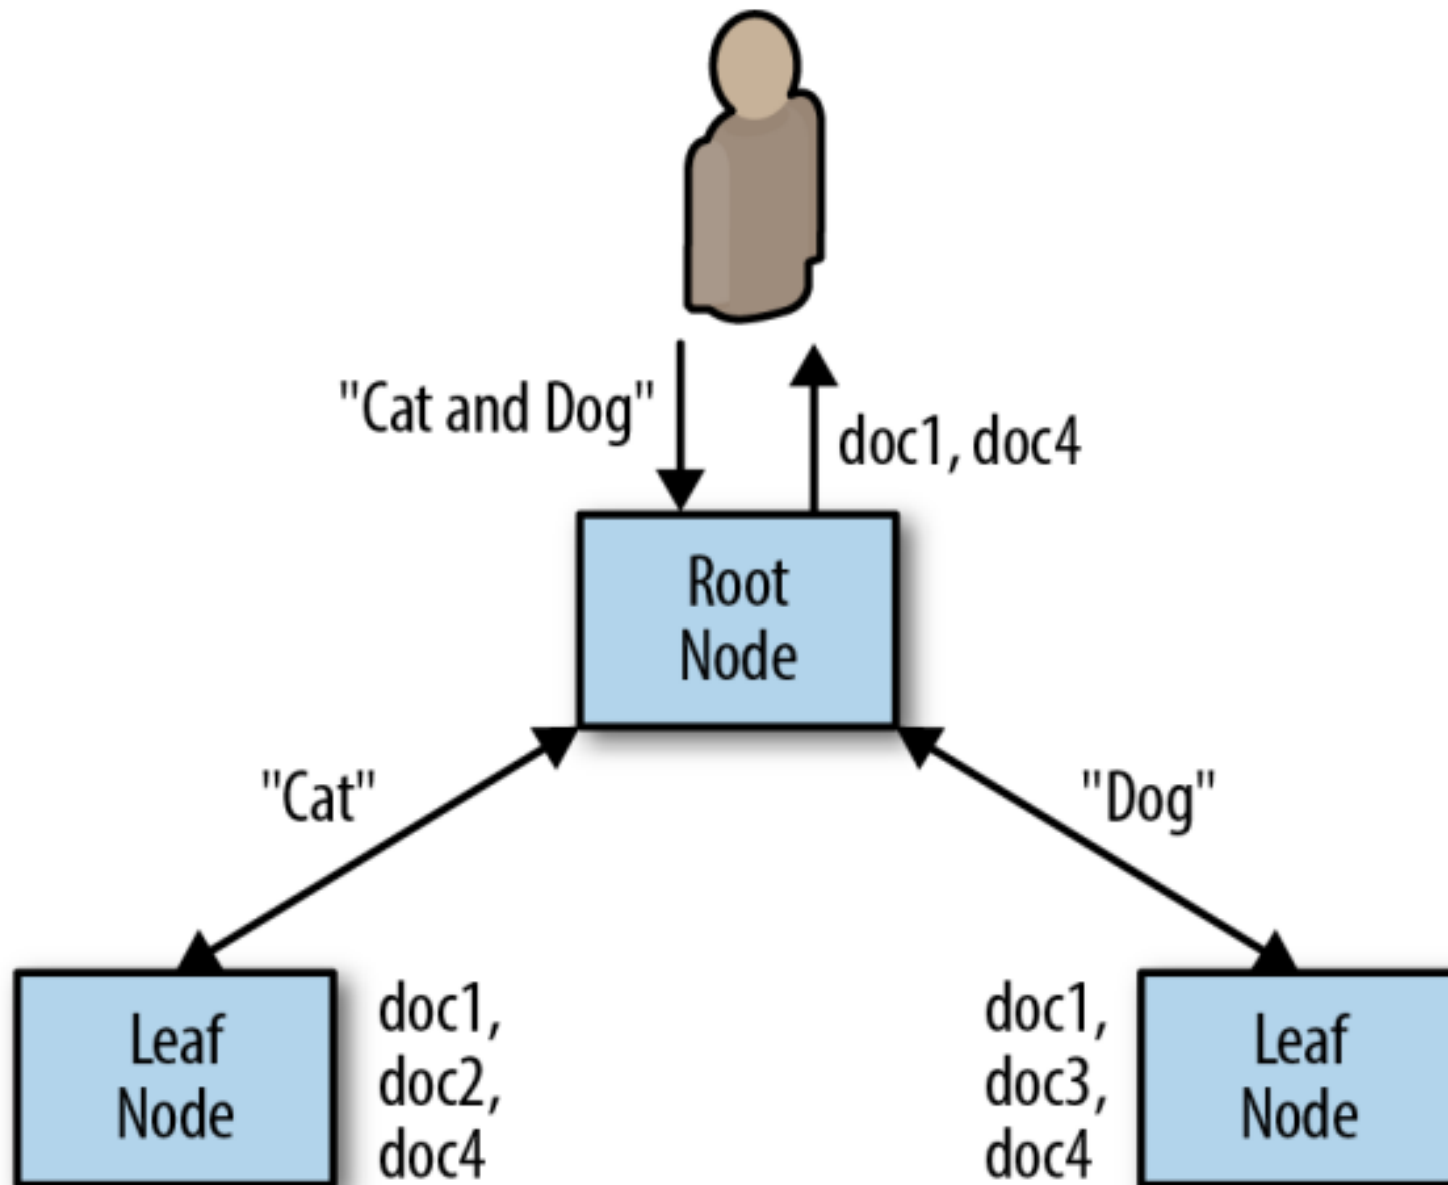 "Cat and Dog"
doc1, doc4
Root
Node
"Cat"
"Dog"
Leaf
Node
doc1,
doc2,
doc4
doc1,
doc3,
doc4
Leaf
Node